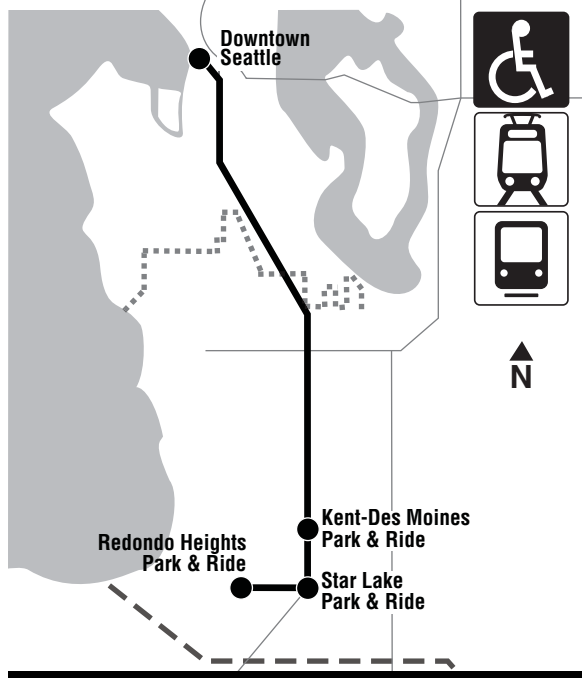 Downtown
Seattle
N
Kent-Des Moines
Park & Ride
Redondo Heights
Park & Ride
Star Lake
Park & Ride